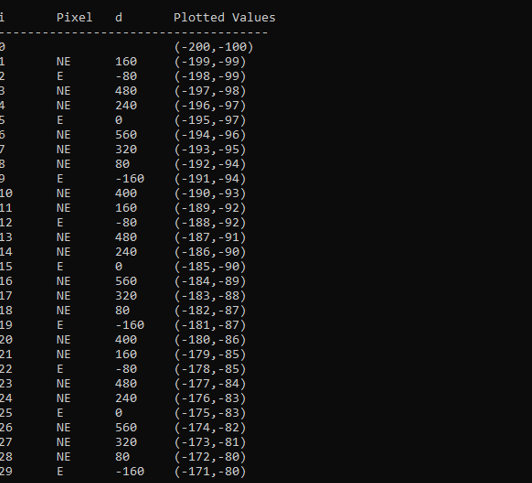 i Pixel d Plotted Values
------------------------------------
0 (-200,-100)
1 NE 160 (-199,-99)
2 E -80 (-198,-99)
3 NE 480 (-197,-98)
4 NE 240 (-196,-97)
5 E 0 (-195,-97)
6 NE 560 (-194,-96)
7 NE 320 (-193,-95)
8 NE 80 (-192,-94)
9 E -160 (-191,-94)
10 NE 400 (-190,-93)
11 NE 160 (-189,-92)
12 E -80 (-188,-92)
13 NE 480 (-187,-91)
14 NE 240 (-186,-90)
15 E 0 (-185,-90)
16 NE 560 (-184,-89)
17 NE 320 (-183,-88)
18 NE 80 (-182,-87)
19 E -160 (-181,-87)
20 NE 400 (-180,-86)
21 NE 160 (-179,-85)
22 E -80 (-178,-85)
23 NE 480 (-177,-84)
24 NE 240 (-176,-83)
25 E 0 (-175,-83)
26 NE 560 (-174,-82)
27 NE 320 (-173,-81)
28 NE 80 (-172,-80)
29 E -160 (-171,-80)